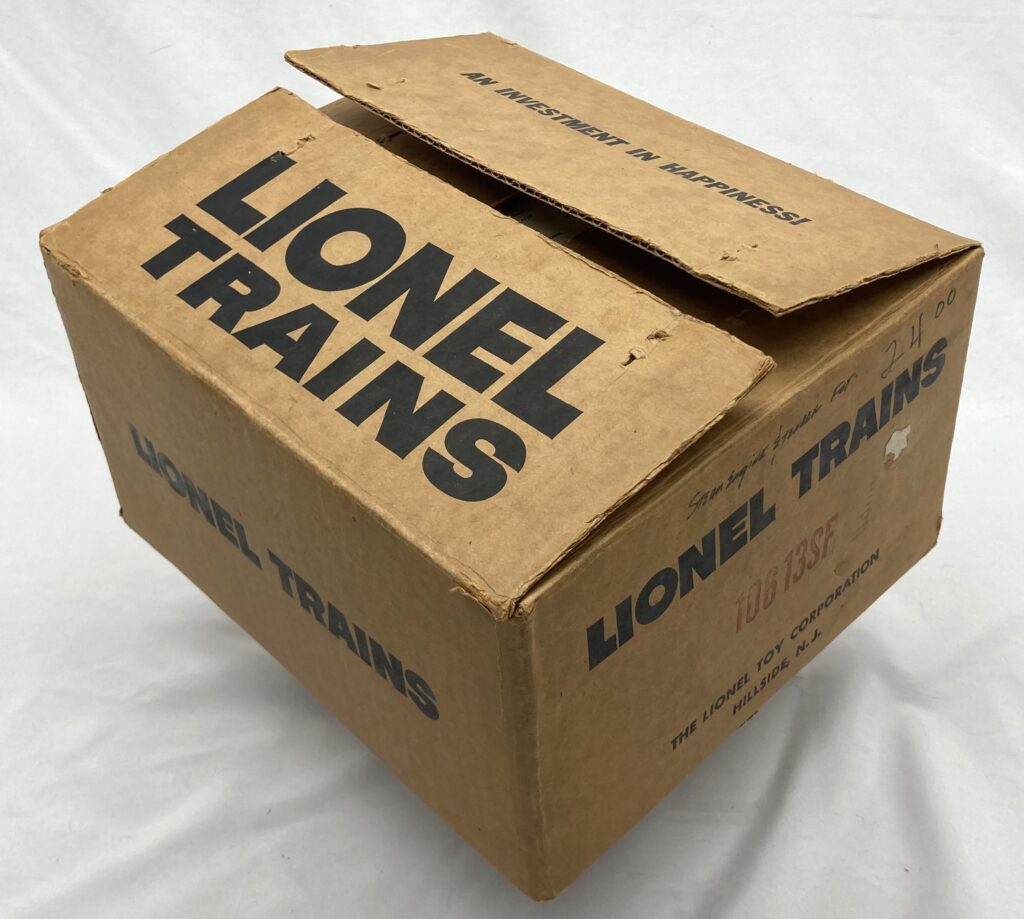 AN INVESTMENT IN HAPPINESS!
LIONEL
TRAINS
LIONEL TRAINS
24 00
LIONEL TRAINS
10613SF
THE LIONEL TOY CORPORATION
HILLSIDE, N.J.